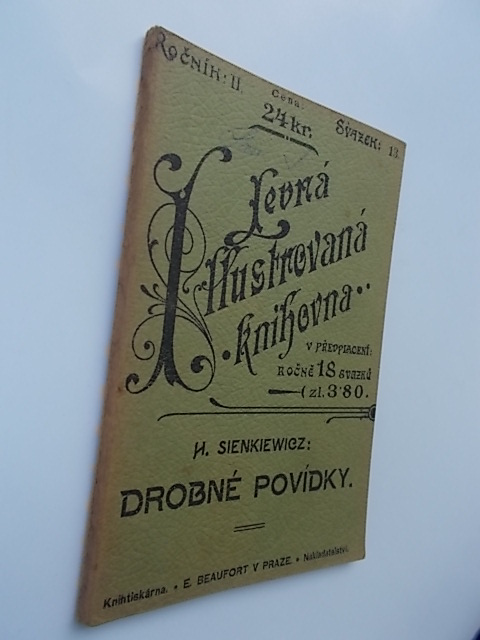 Ročník: II.
Cena
24 kr.
Svazek: 13.
Levná
Illustrovaná
knihovna
v předplacení:
ročně 18 svazků
zl. 3·80.
H. SIENKIEWICZ:
DROBNÉ POVÍDKY.
Knihtiskárna. • E. BEAUFORT V PRAZE. • Nakladatelství.